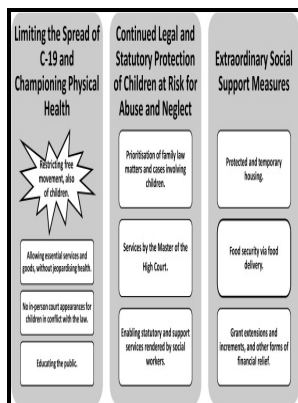 Limiting the Spread of
C-19 and
Championing Physical
Health
Restricting free
movement, also
of children.
Allowing essential services and
goods, without jeopardising health.
No in-person court appearances for
children in conflict with the law.
Educating the public.
Continued Legal and
Statutory Protection
of Children at Risk for
Abuse and Neglect
Prioritisation of family law
matters and cases involving
children.
Services by the Master of the
High Court.
Enabling statutory and support
services rendered by social
workers.
Extraordinary Social
Support Measures
Protected and temporary
housing.
Food security via food
delivery.
Grant extensions and
increments, and other forms of
financial relief.